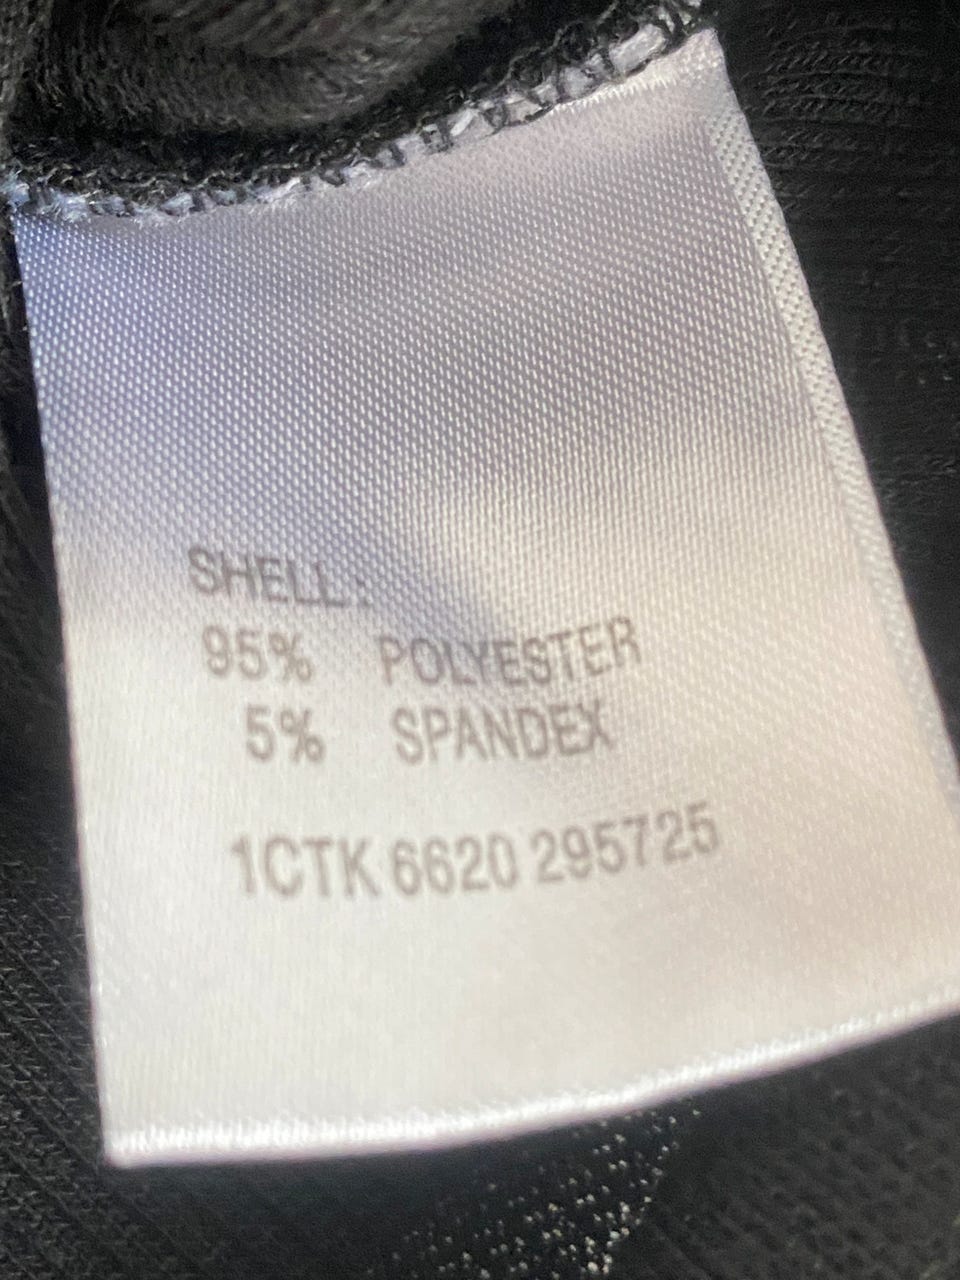 SHELL:
95% POLYESTER
5% SPANDEX
1CTK 6620 295725